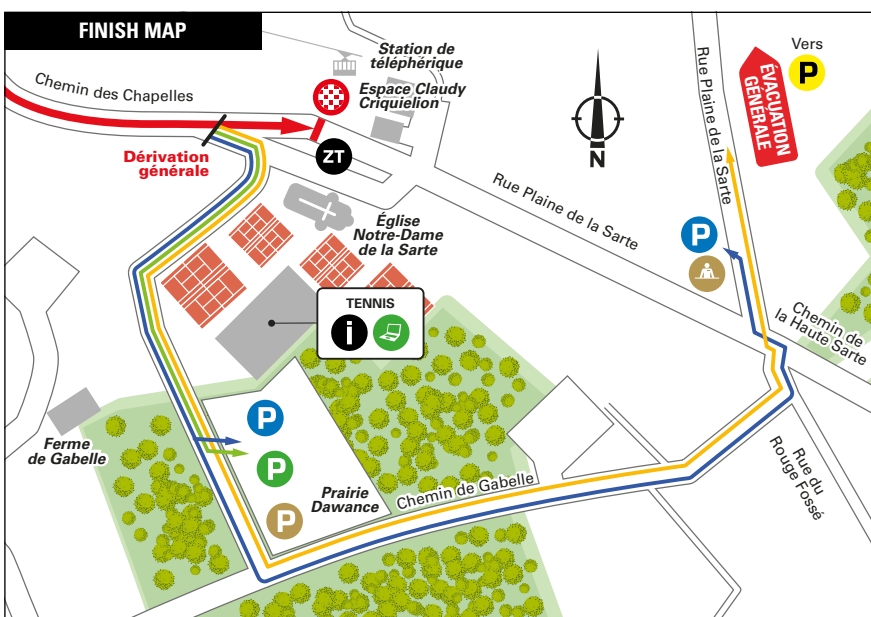 FINISH MAP
Station de
téléphérique
Vers
P
ÉVACUATION
GÉNÉRALE
Chemin des Chapelles
Espace Claudy
Criquielion
Rue Plaine de la Sarte
Dérivation
générale
ZT
N
Rue Plaine de la Sarte
Église
Notre-Dame
de la Sarte
P
TENNIS
i
Chemin de
la Haute Sarte
P
Ferme
de Gabelle
P
P
Prairie
Dawance
Chemin de Gabelle
Rue du
Rouge Fossé